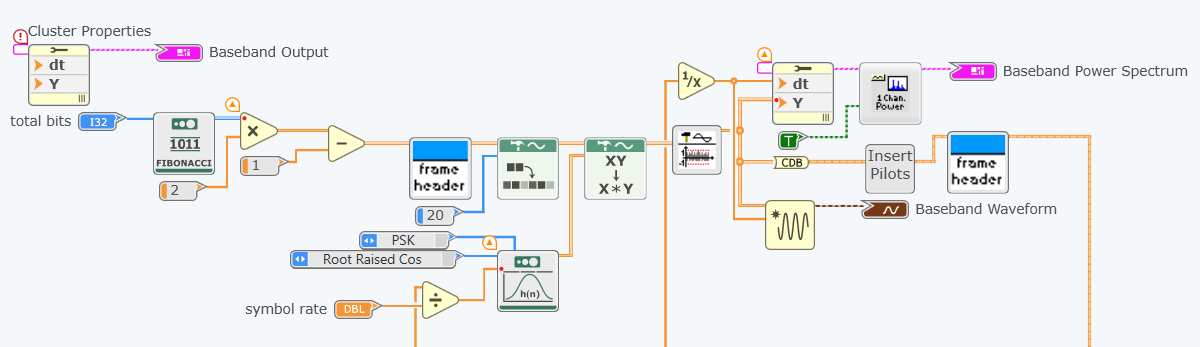 Cluster Properties
dt
Y
Baseband Output
total bits
I32
1011
FIBONACCI
2
×
1
−
frame
header
20
XY
X*Y
PSK
Root Raised Cos
h(n)
symbol rate
DBL
÷
1/x
1
-1
dt
Y
1 Chan.
Power
Baseband Power Spectrum
T
CDB
Insert
Pilots
frame
header
Baseband Waveform